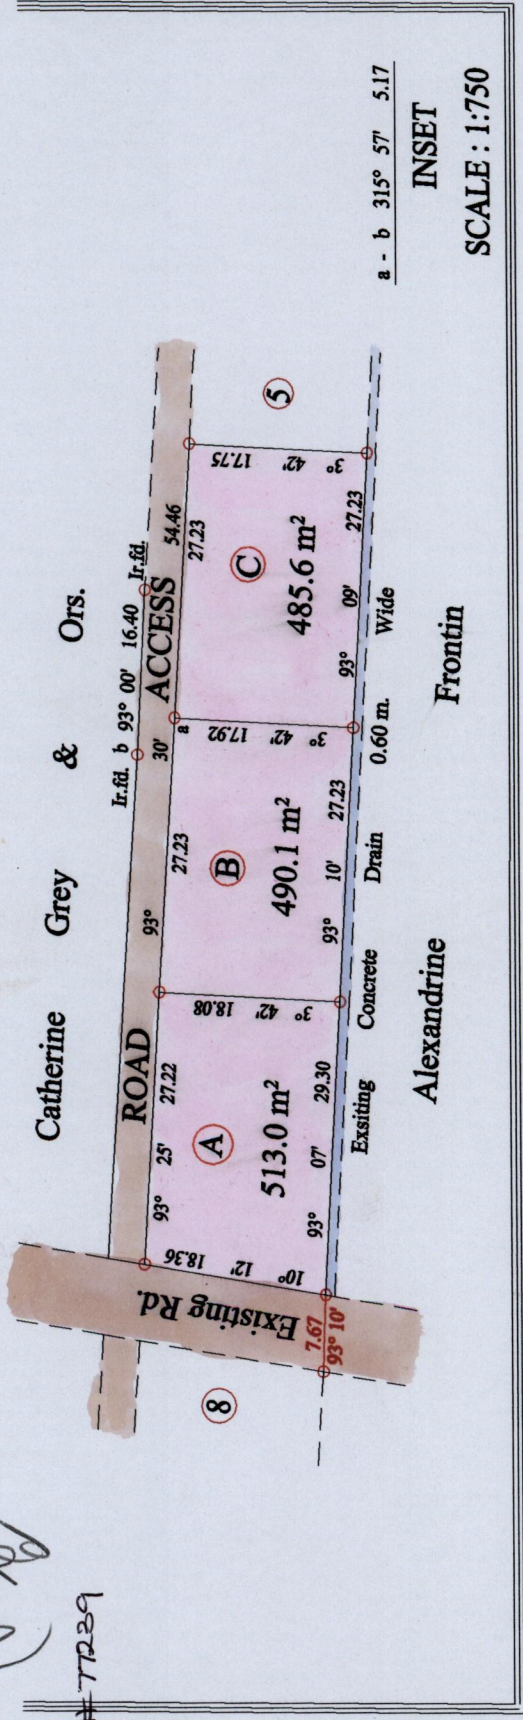 Catherine Grey & Ors.
Ir.fd. b 93° 00' 16.40 Ir.fd.
ROAD 93° 30' ACCESS 54.46
93° 25' 27.22
27.23
a
27.23
8
Existing Rd.
10° 12' 18.36
A
513.0 m²
3° 42' 18.08
B
490.1 m²
3° 42' 17.92
C
485.6 m²
3° 42' 17.75
5
7.67
93° 10'
93° 07' 29.30
93° 10' 27.23
93° 09' 27.23
Exsiting Concrete Drain 0.60 m. Wide
Alexandrine Frontin
a - b 315° 57' 5.17
INSET
SCALE : 1:750
# 77239